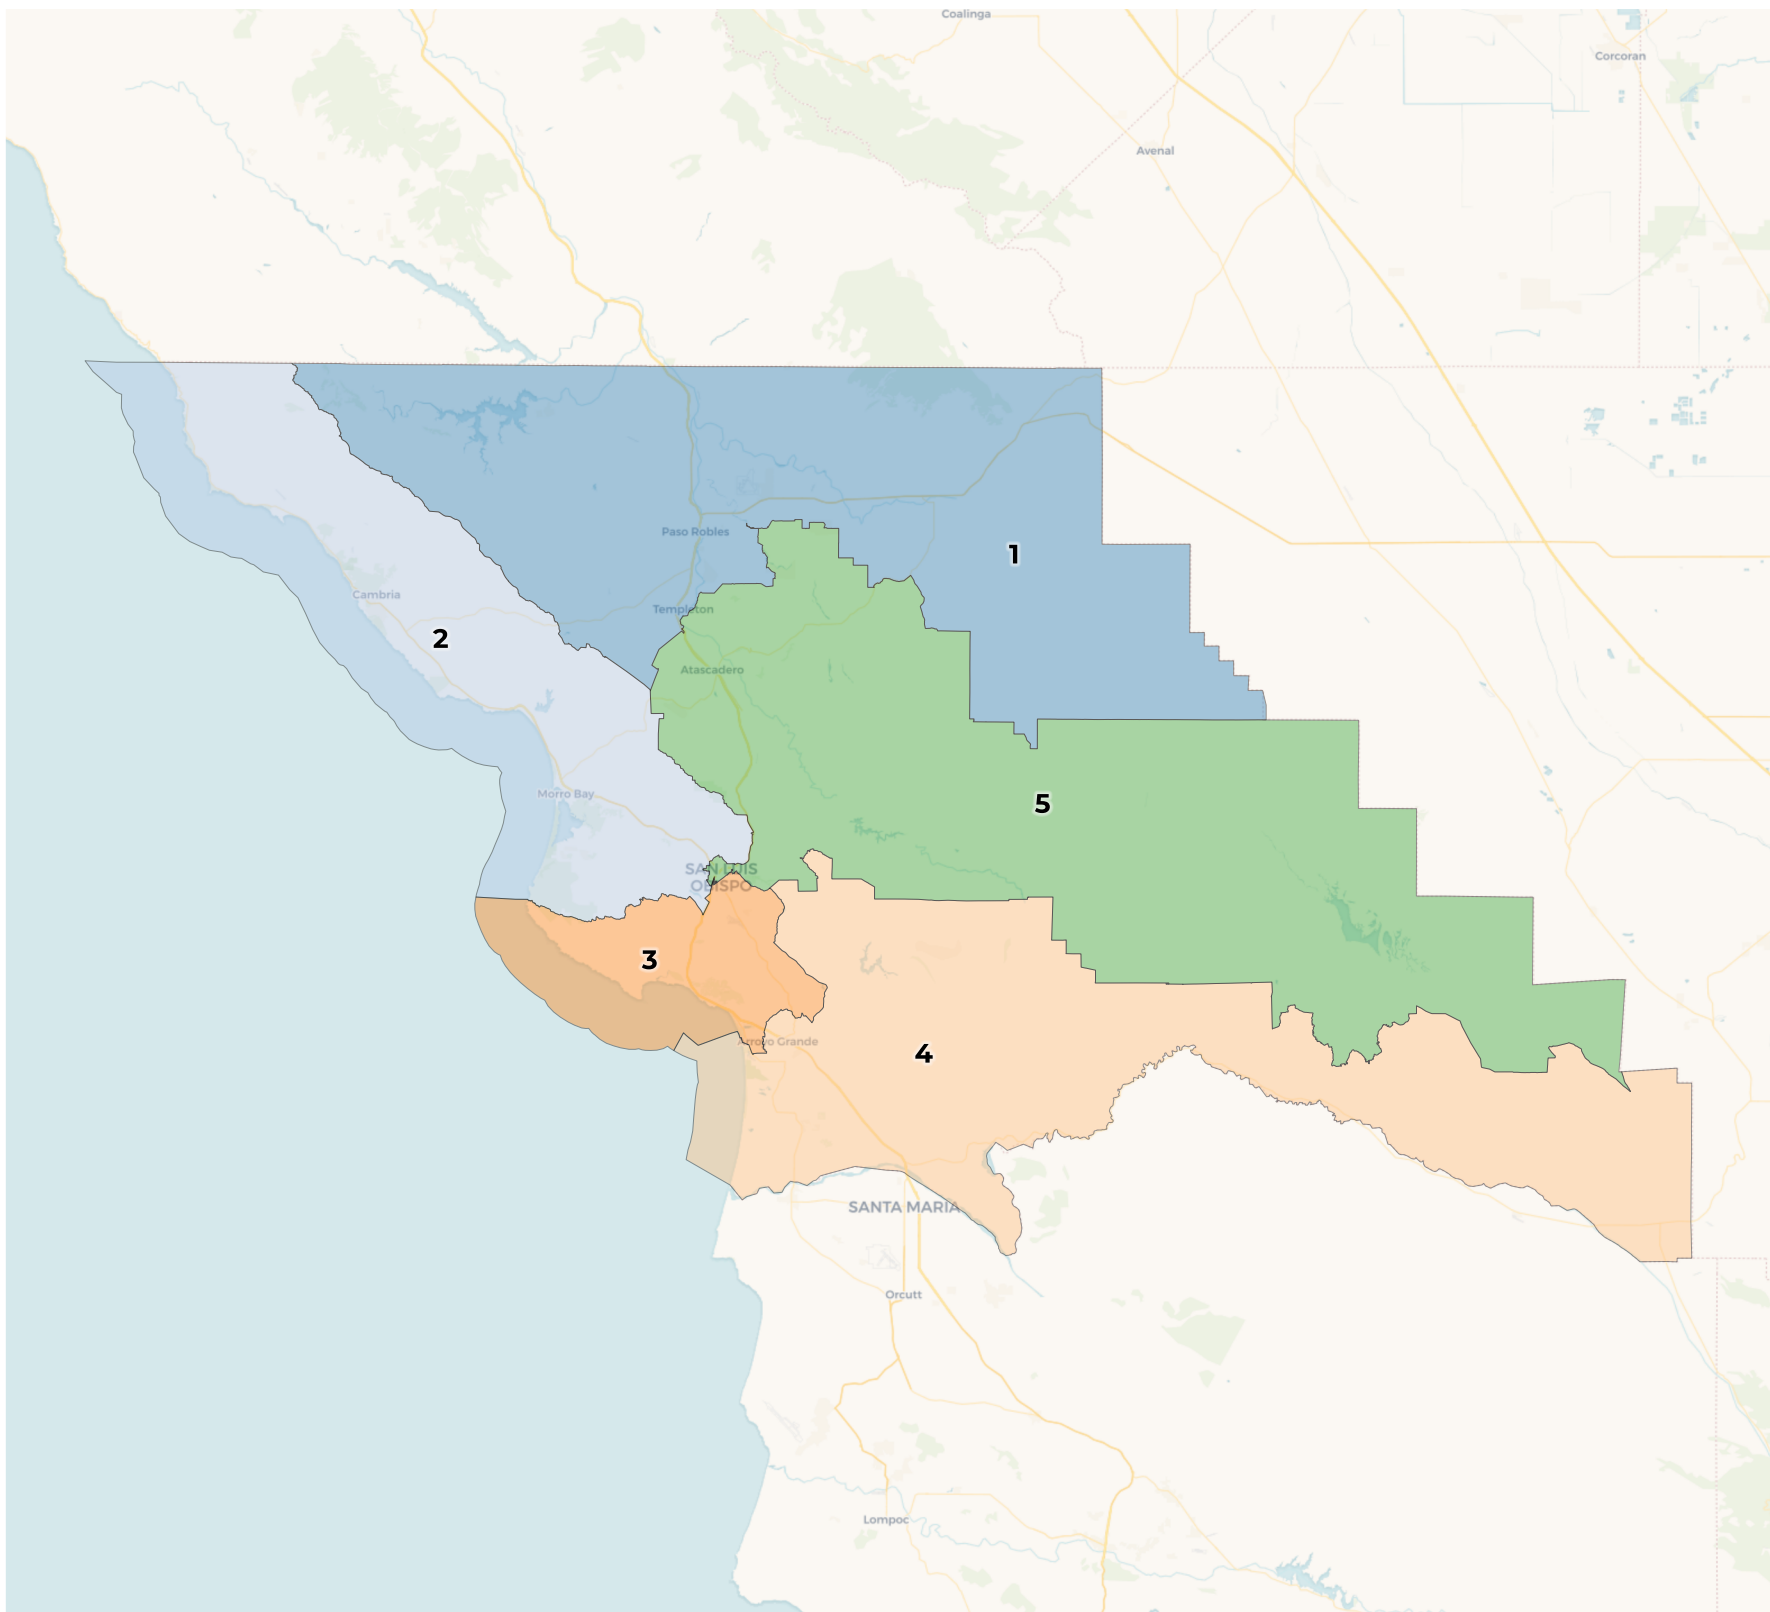 Coalinga
Corcoran
Avenal
Paso Robles
1
Cambria
Templeton
2
Atascadero
Morro Bay
5
SAN LUIS
OBISPO
3
Arroyo Grande
4
SANTA MARIA
Orcutt
Lompoc